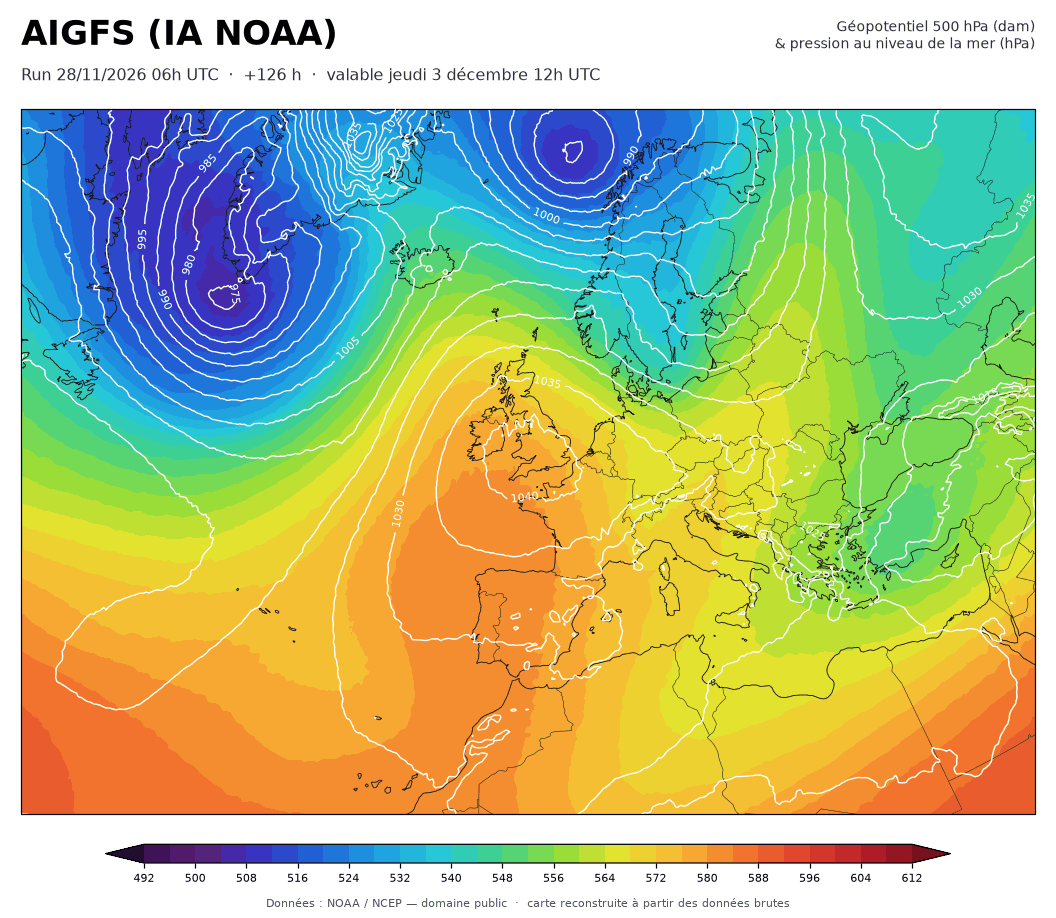 AIGFS (IA NOAA)
Géopotentiel 500 hPa (dam)
& pression au niveau de la mer (hPa)
Run 28/11/2026 06h UTC · +126 h · valable jeudi 3 décembre 12h UTC
1035
985
990
1000
1035
995
980
990
975
1030
1005
1035
1040
1030
492 500 508 516 524 532 540 548 556 564 572 580 588 596 604 612
Données : NOAA / NCEP — domaine public · carte reconstruite à partir des données brutes